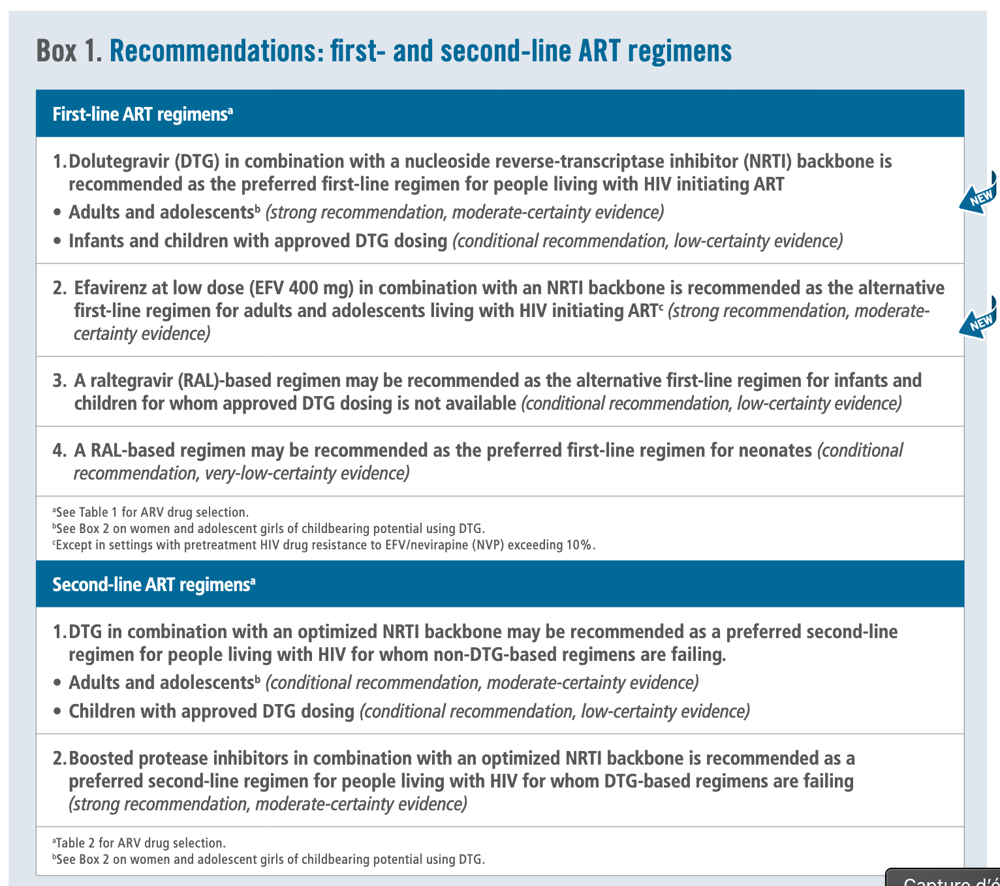 Box 1. Recommendations: first- and second-line ART regimens
First-line ART regimensᵃ
1. Dolutegravir (DTG) in combination with a nucleoside reverse-transcriptase inhibitor (NRTI) backbone is
recommended as the preferred first-line regimen for people living with HIV initiating ART
• Adults and adolescentsᵇ (strong recommendation, moderate-certainty evidence)
NEW
• Infants and children with approved DTG dosing (conditional recommendation, low-certainty evidence)
2. Efavirenz at low dose (EFV 400 mg) in combination with an NRTI backbone is recommended as the alternative
first-line regimen for adults and adolescents living with HIV initiating ARTᶜ (strong recommendation, moderate-
NEW
certainty evidence)
3. A raltegravir (RAL)-based regimen may be recommended as the alternative first-line regimen for infants and
children for whom approved DTG dosing is not available (conditional recommendation, low-certainty evidence)
4. A RAL-based regimen may be recommended as the preferred first-line regimen for neonates (conditional
recommendation, very-low-certainty evidence)
ᵃSee Table 1 for ARV drug selection.
ᵇSee Box 2 on women and adolescent girls of childbearing potential using DTG.
ᶜExcept in settings with pretreatment HIV drug resistance to EFV/nevirapine (NVP) exceeding 10%.
Second-line ART regimensᵃ
1. DTG in combination with an optimized NRTI backbone may be recommended as a preferred second-line
regimen for people living with HIV for whom non-DTG-based regimens are failing.
• Adults and adolescentsᵇ (conditional recommendation, moderate-certainty evidence)
• Children with approved DTG dosing (conditional recommendation, low-certainty evidence)
2. Boosted protease inhibitors in combination with an optimized NRTI backbone is recommended as a
preferred second-line regimen for people living with HIV for whom DTG-based regimens are failing
(strong recommendation, moderate-certainty evidence)
ᵃTable 2 for ARV drug selection.
ᵇSee Box 2 on women and adolescent girls of childbearing potential using DTG.